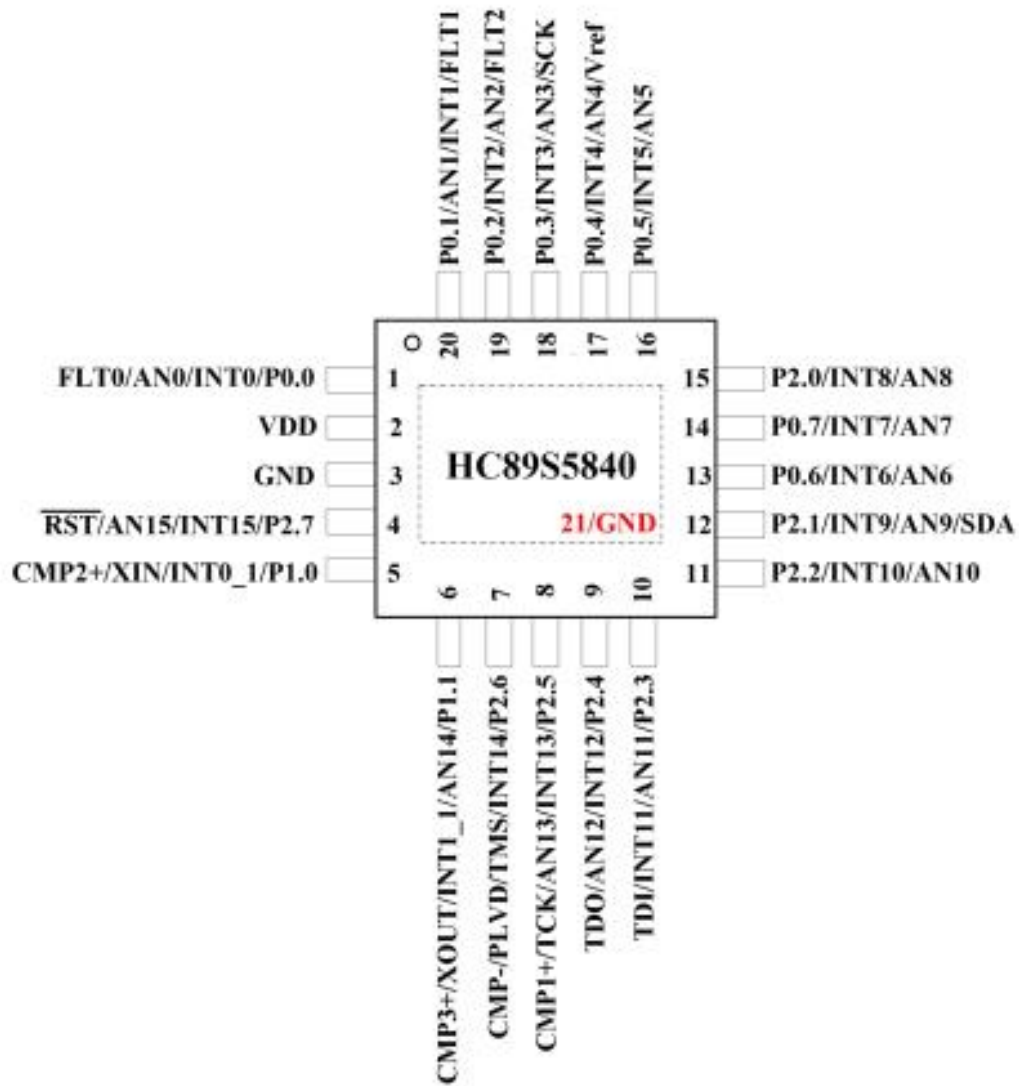 P0.1/AN1/INT1/FLT1
P0.2/INT2/AN2/FLT2
P0.3/INT3/AN3/SCK
P0.4/INT4/AN4/Vref
P0.5/INT5/AN5
20
19
18
17
16
FLT0/AN0/INT0/P0.0 1
VDD 2
GND 3
RST/AN15/INT15/P2.7 4
CMP2+/XIN/INT0_1/P1.0 5
HC89S5840
21/GND
15 P2.0/INT8/AN8
14 P0.7/INT7/AN7
13 P0.6/INT6/AN6
12 P2.1/INT9/AN9/SDA
11 P2.2/INT10/AN10
6
7
8
9
10
CMP3+/XOUT/INT1_1/AN14/P1.1
CMP-/PLVD/TMS/INT14/P2.6
CMP1+/TCK/AN13/INT13/P2.5
TDO/AN12/INT12/P2.4
TDI/INT11/AN11/P2.3